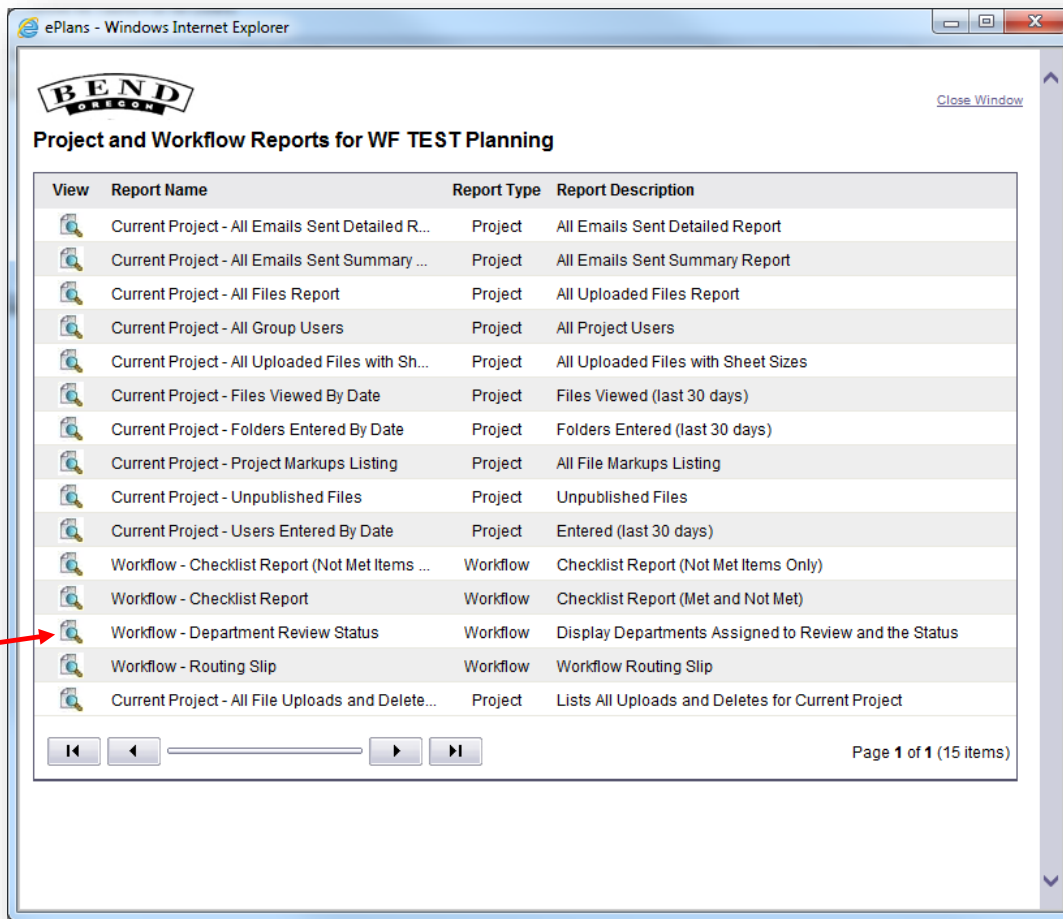 ePlans - Windows Internet Explorer
BEND
OREGON
Close Window
Project and Workflow Reports for WF TEST Planning
View Report Name Report Type Report Description
Current Project - All Emails Sent Detailed R... Project All Emails Sent Detailed Report
Current Project - All Emails Sent Summary ... Project All Emails Sent Summary Report
Current Project - All Files Report Project All Uploaded Files Report
Current Project - All Group Users Project All Project Users
Current Project - All Uploaded Files with Sh... Project All Uploaded Files with Sheet Sizes
Current Project - Files Viewed By Date Project Files Viewed (last 30 days)
Current Project - Folders Entered By Date Project Folders Entered (last 30 days)
Current Project - Project Markups Listing Project All File Markups Listing
Current Project - Unpublished Files Project Unpublished Files
Current Project - Users Entered By Date Project Entered (last 30 days)
Workflow - Checklist Report (Not Met Items ... Workflow Checklist Report (Not Met Items Only)
Workflow - Checklist Report Workflow Checklist Report (Met and Not Met)
Workflow - Department Review Status Workflow Display Departments Assigned to Review and the Status
Workflow - Routing Slip Workflow Workflow Routing Slip
Current Project - All File Uploads and Delete... Project Lists All Uploads and Deletes for Current Project
Page 1 of 1 (15 items)